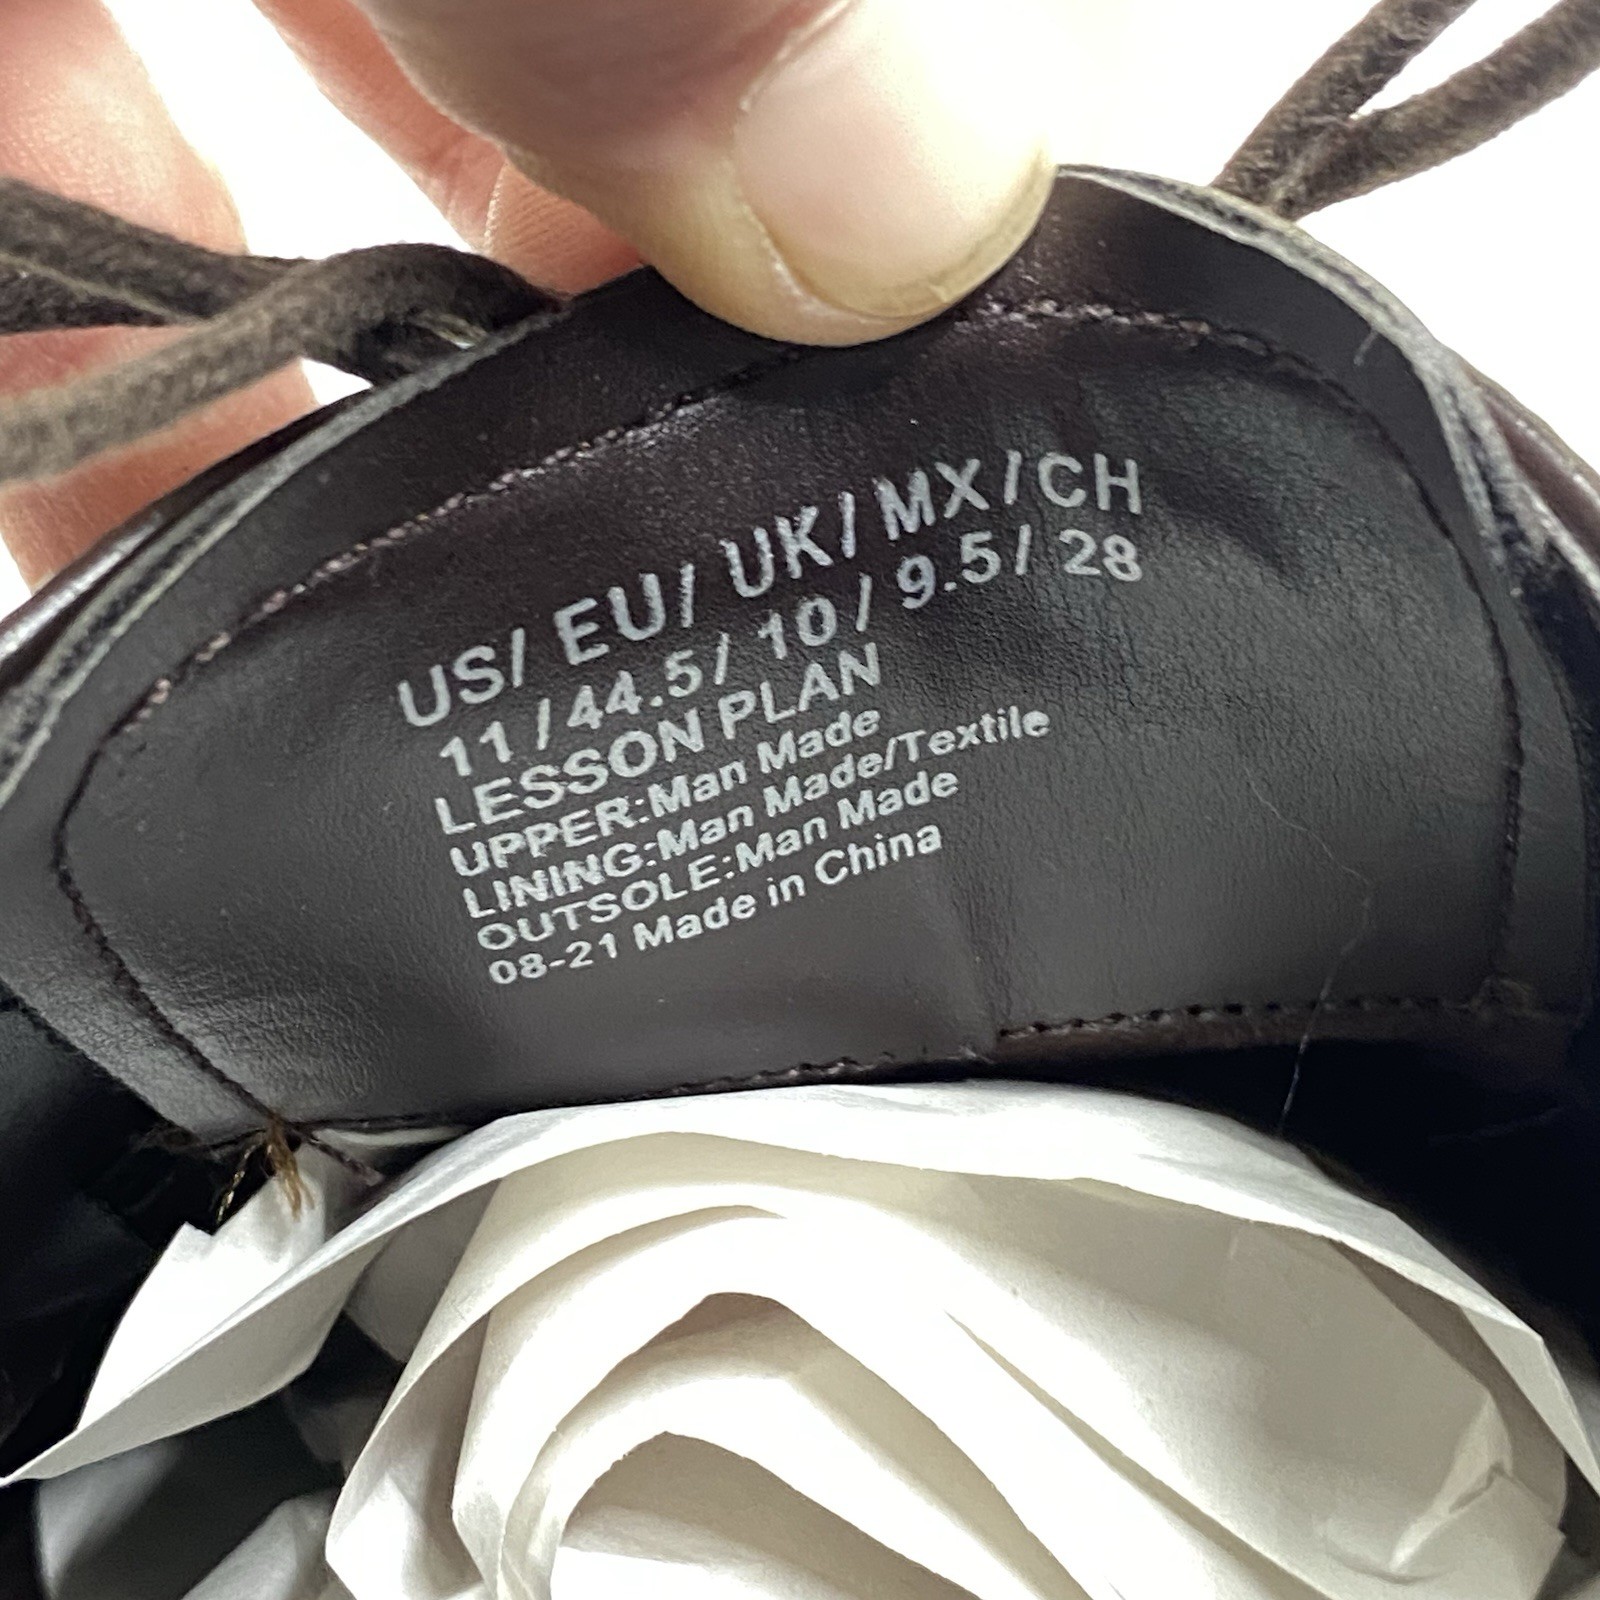 US/ EU/ UK/ MX/CH
11/44.5/ 10/ 9.5/ 28
LESSON PLAN
UPPER:Man Made
LINING:Man Made/Textile
OUTSOLE:Man Made
08-21 Made in China